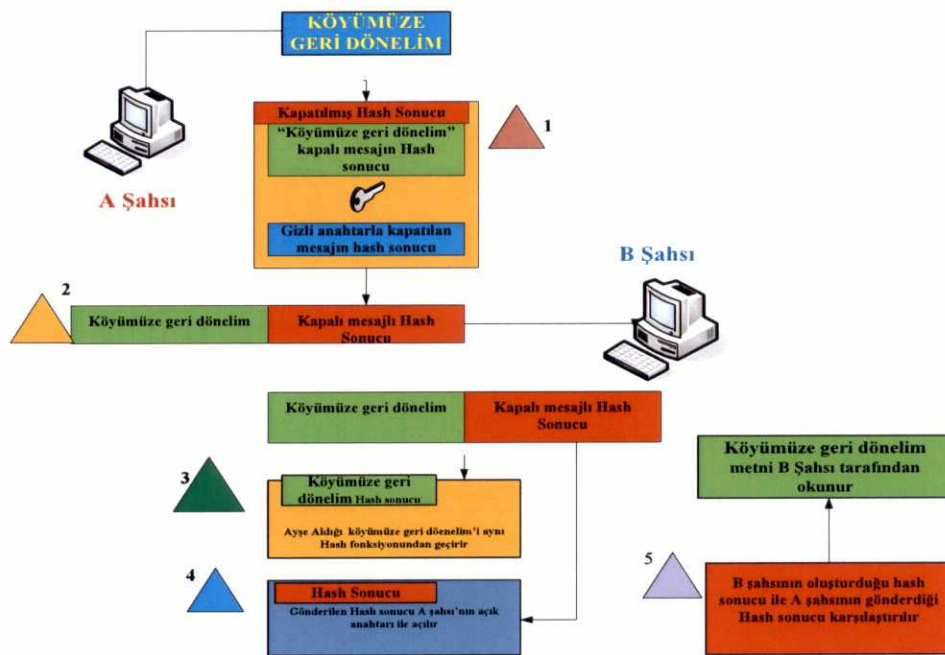 KÖYÜMÜZE
GERİ DÖNELİM
Kapatılmış Hash Sonucu
“Köyümüze geri dönelim”
kapalı mesajın Hash
sonucu
1
A Şahsı
Gizli anahtarla kapatılan
mesajın hash sonucu
B Şahsı
2
Köyümüze geri dönelim
Kapalı mesajlı Hash
Sonucu
Köyümüze geri dönelim
Kapalı mesajlı Hash
Sonucu
3
Köyümüze geri
dönelim Hash sonucu
Ayşe Aldığı köyümüze geri döenelim’i aynı
Hash fonksiyonundan geçirir
4
Hash Sonucu
Gönderilen Hash sonucu A şahsı’nın açık
anahtarı ile açılır
Köyümüze geri dönelim
metni B Şahsı tarafından
okunur
5
B şahsının oluşturduğu hash
sonucu ile A şahsının gönderdiği
Hash sonucu karşılaştırılır